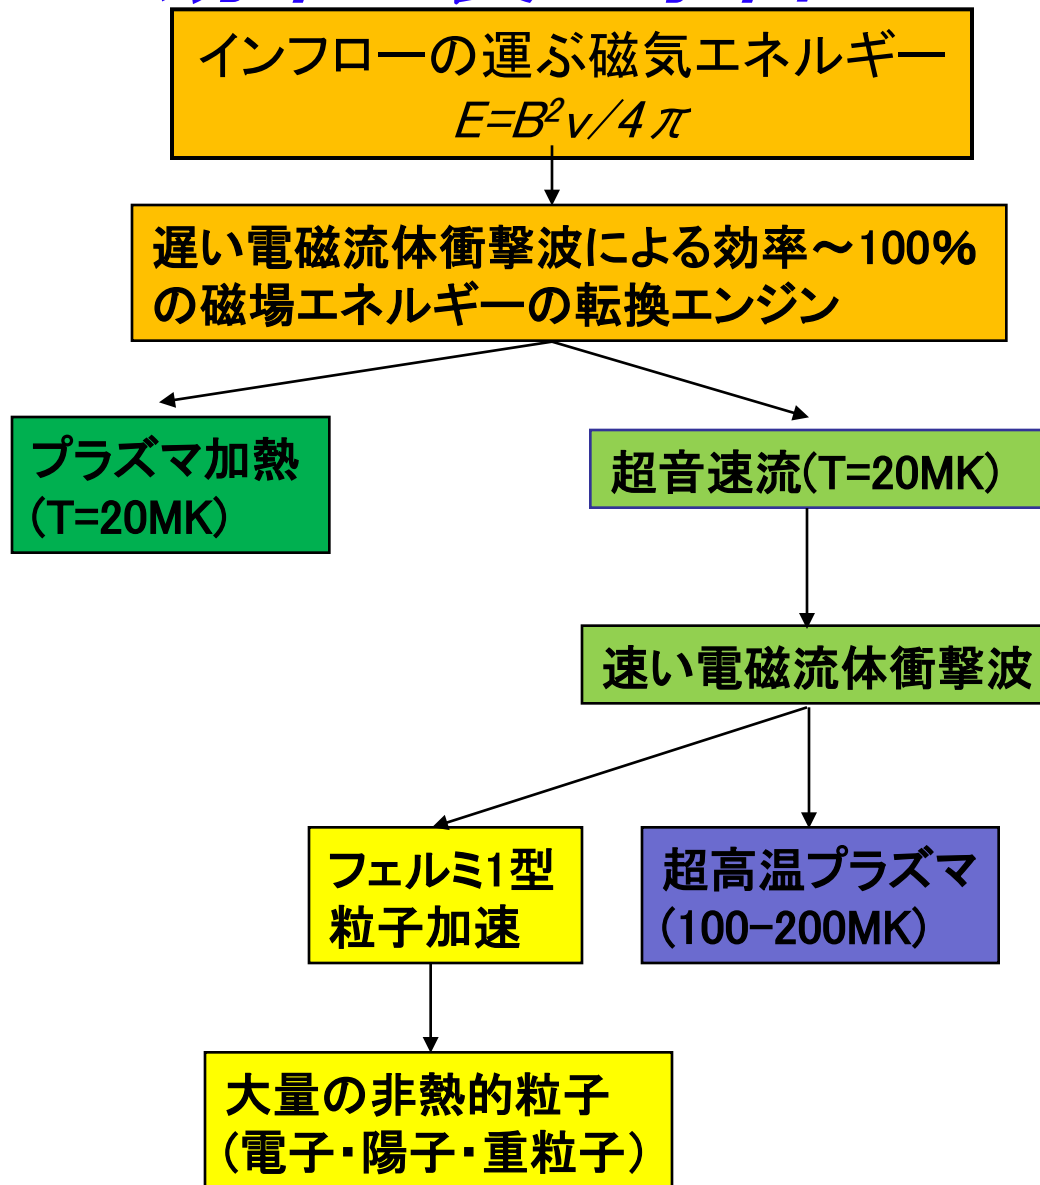 インフローの運ぶ磁気エネルギー
E=B²v/4π
遅い電磁流体衝撃波による効率～100%
の磁場エネルギーの転換エンジン
プラズマ加熱
(T=20MK)
超音速流(T=20MK)
速い電磁流体衝撃波
フェルミ1型
粒子加速
超高温プラズマ
(100-200MK)
大量の非熱的粒子
(電子・陽子・重粒子)